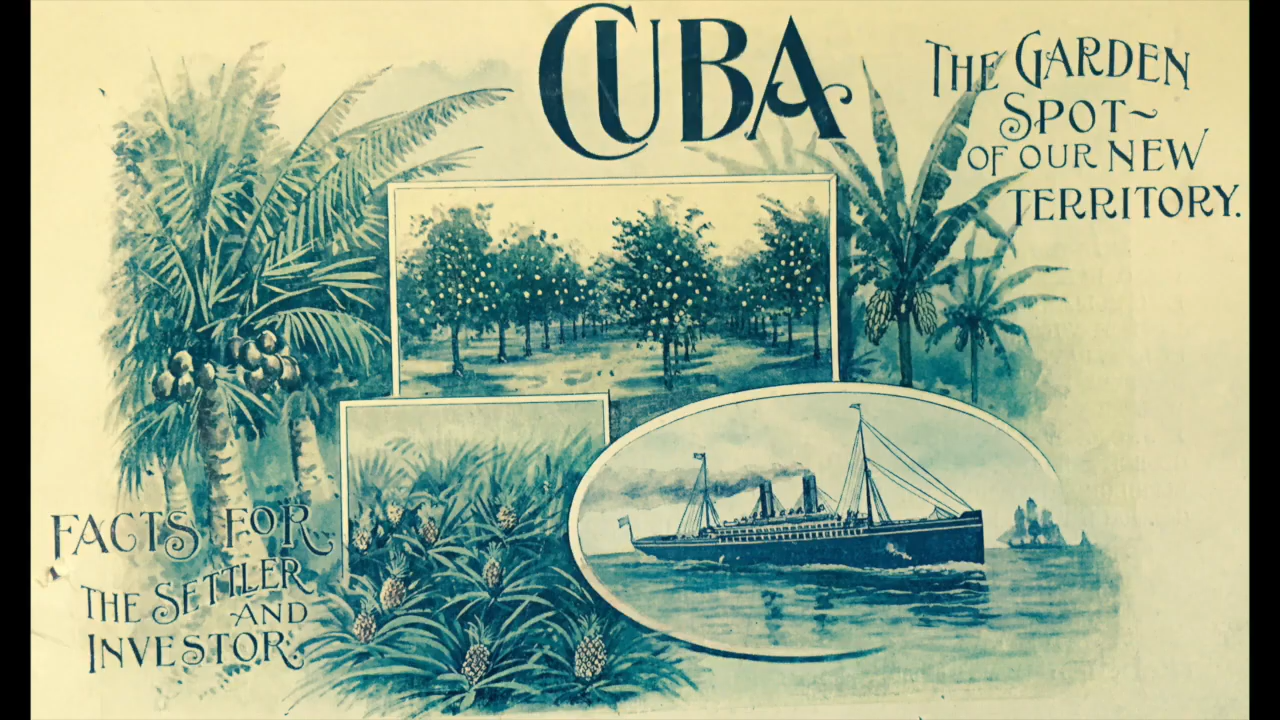 CUBA
THE GARDEN
SPOT~
OF OUR NEW
TERRITORY.
FACTS FOR
THE SETTLER
AND
INVESTOR.